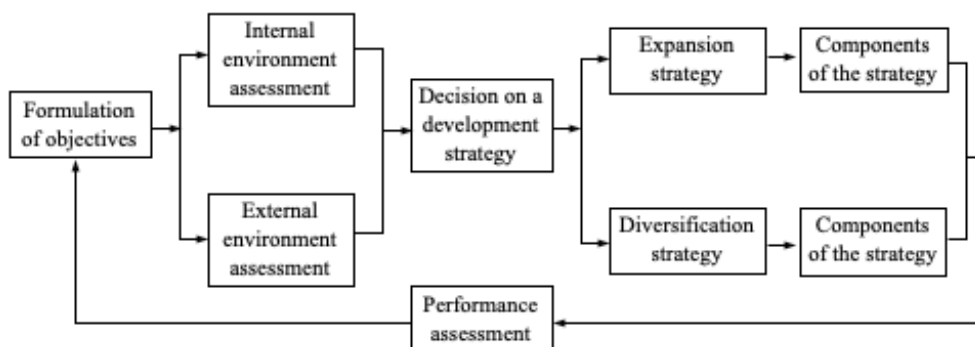 Formulation
of objectives
Internal
environment
assessment
External
environment
assessment
Decision on a
development
strategy
Expansion
strategy
Components
of the strategy
Diversification
strategy
Components
of the strategy
Performance
assessment